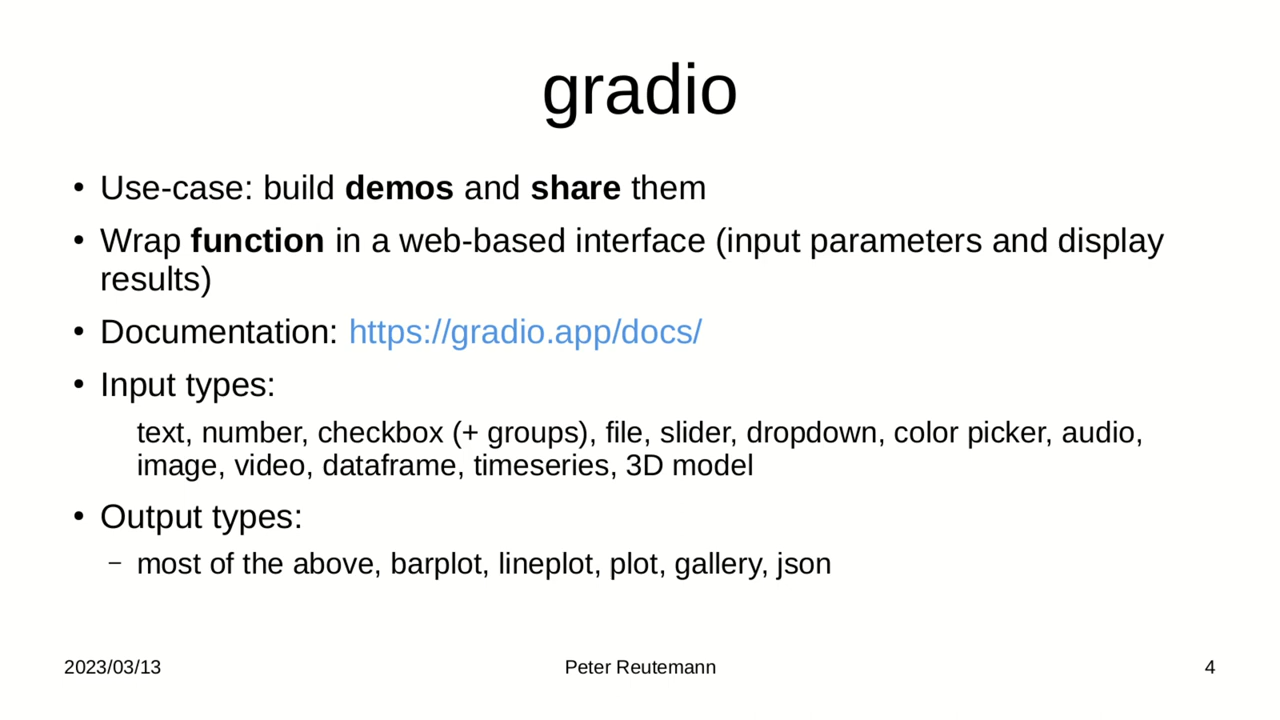 gradio
• Use-case: build demos and share them
• Wrap function in a web-based interface (input parameters and display
results)
• Documentation: https://gradio.app/docs/
• Input types:
text, number, checkbox (+ groups), file, slider, dropdown, color picker, audio,
image, video, dataframe, timeseries, 3D model
• Output types:
– most of the above, barplot, lineplot, plot, gallery, json
2023/03/13 Peter Reutemann 4